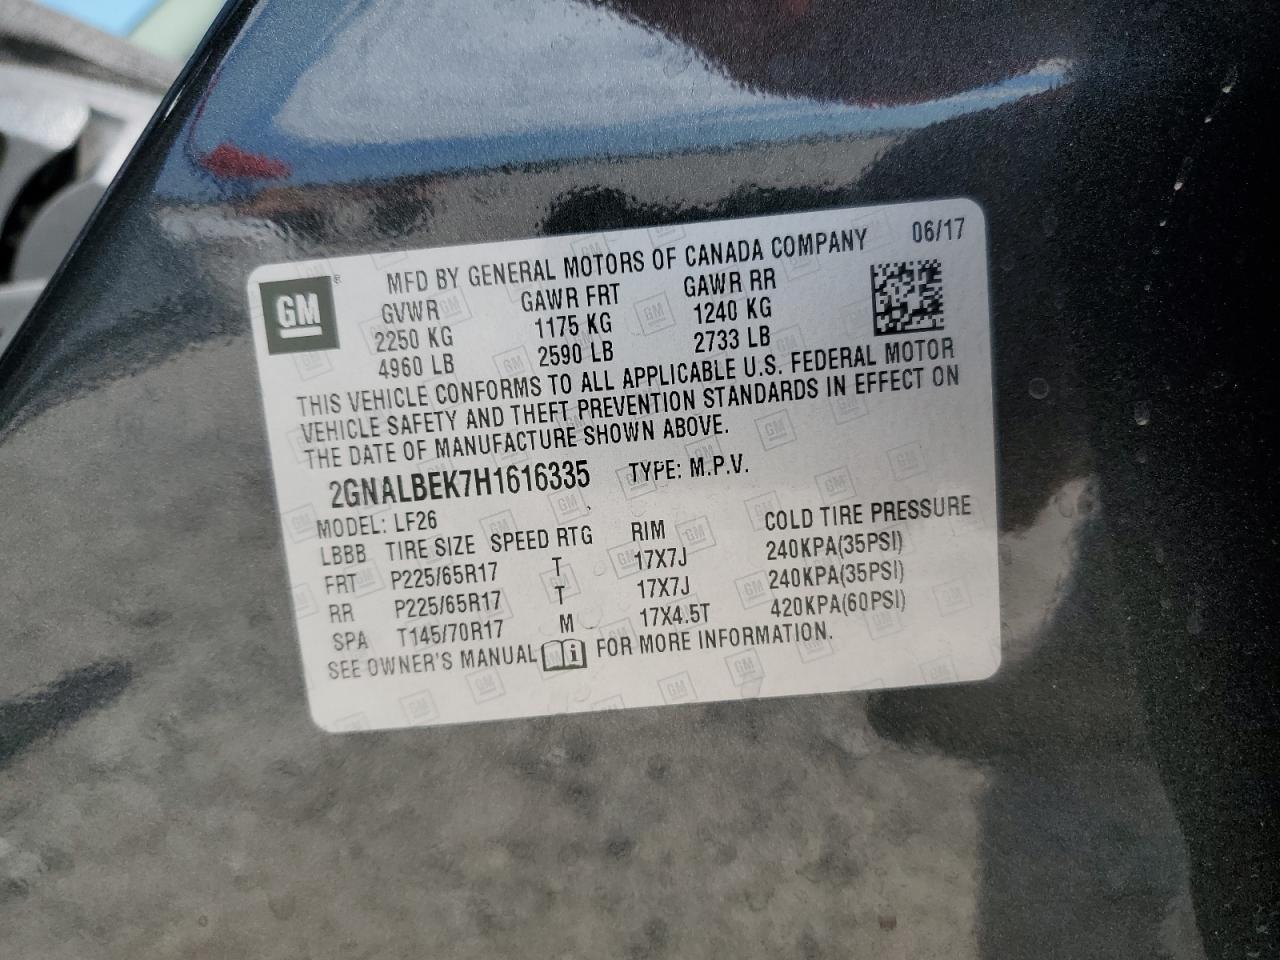 MFD BY GENERAL MOTORS OF CANADA COMPANY 06/17
GM ®
GVWR GAWR FRT GAWR RR
2250 KG 1175 KG 1240 KG
4960 LB 2590 LB 2733 LB
THIS VEHICLE CONFORMS TO ALL APPLICABLE U.S. FEDERAL MOTOR
VEHICLE SAFETY AND THEFT PREVENTION STANDARDS IN EFFECT ON
THE DATE OF MANUFACTURE SHOWN ABOVE.
2GNALBEK7H1616335 TYPE: M.P.V.
MODEL: LF26
LBBB TIRE SIZE SPEED RTG RIM COLD TIRE PRESSURE
FRT P225/65R17 T 17X7J 240KPA(35PSI)
RR P225/65R17 T 17X7J 240KPA(35PSI)
SPA T145/70R17 M 17X4.5T 420KPA(60PSI)
SEE OWNER'S MANUAL i FOR MORE INFORMATION.